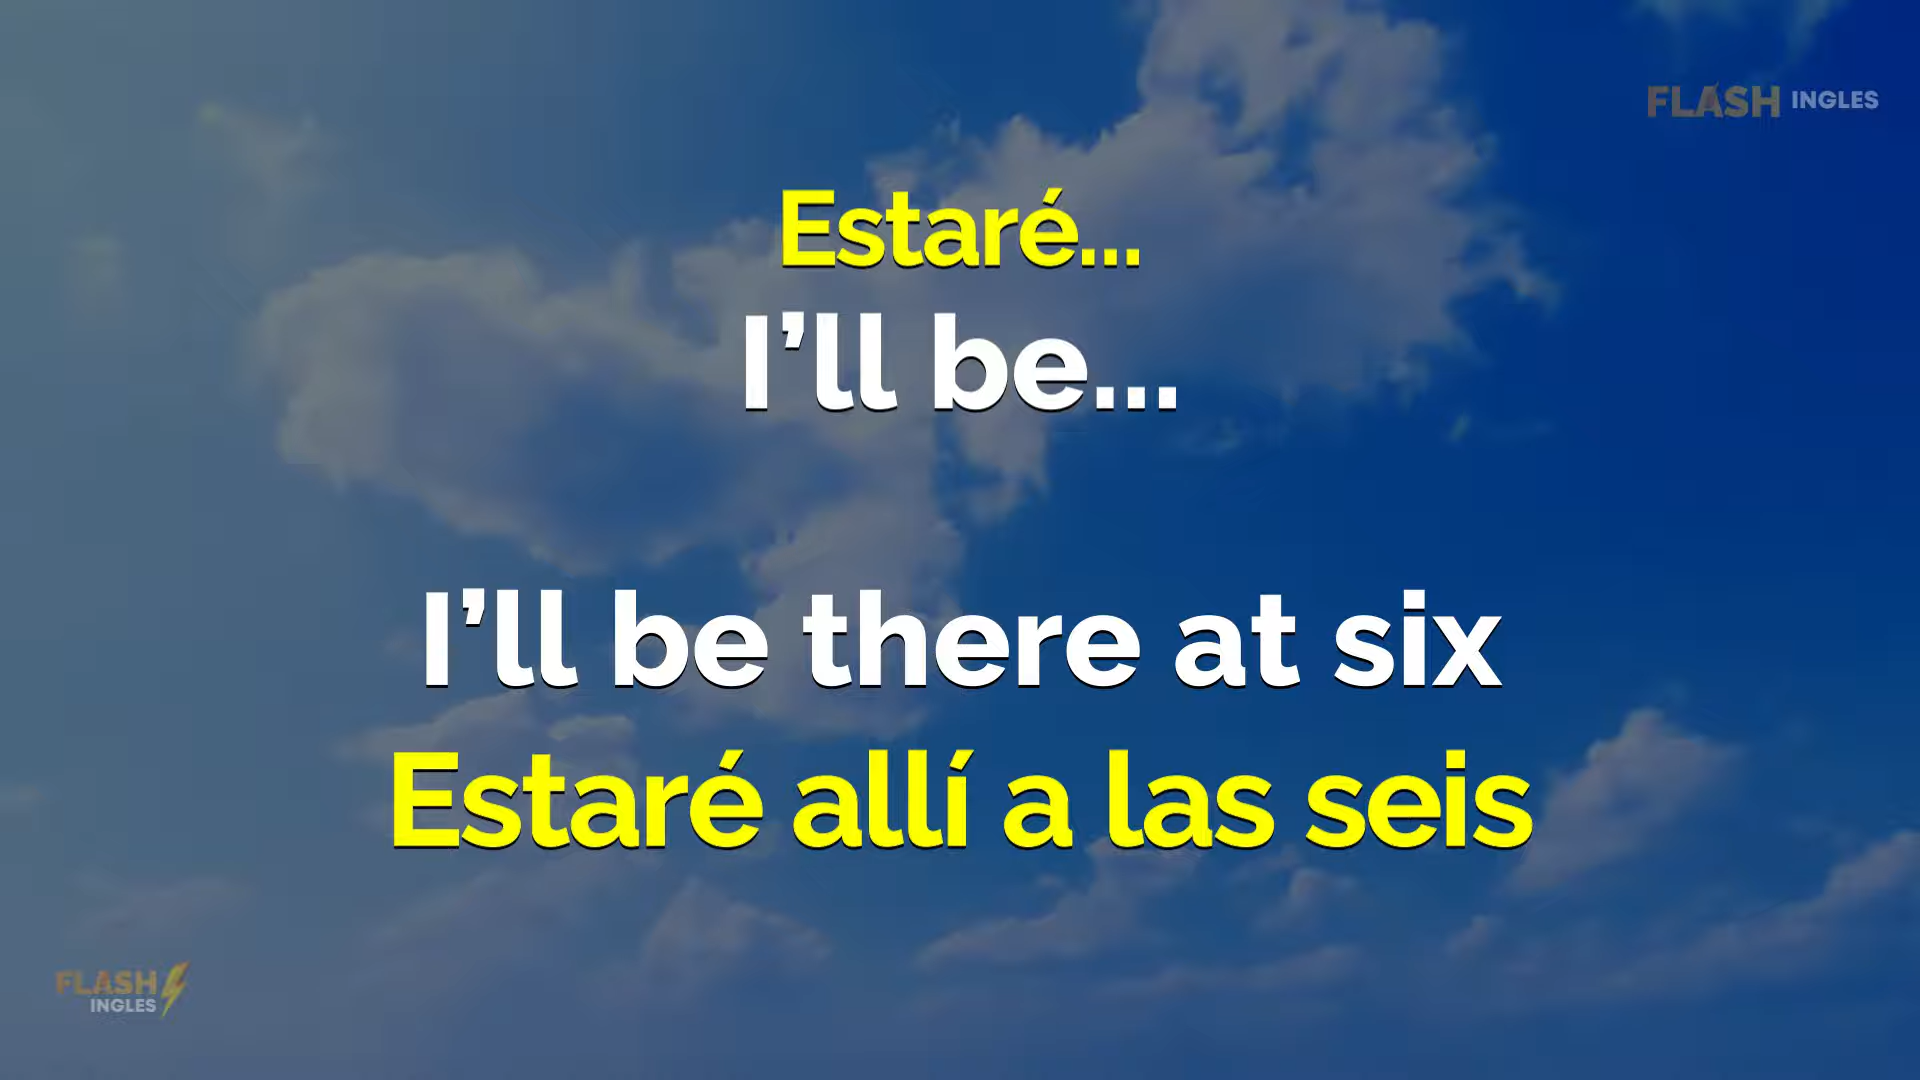 FLASH INGLES
Estaré...
I’ll be...
I’ll be there at six
Estaré allí a las seis
FLASH
INGLES